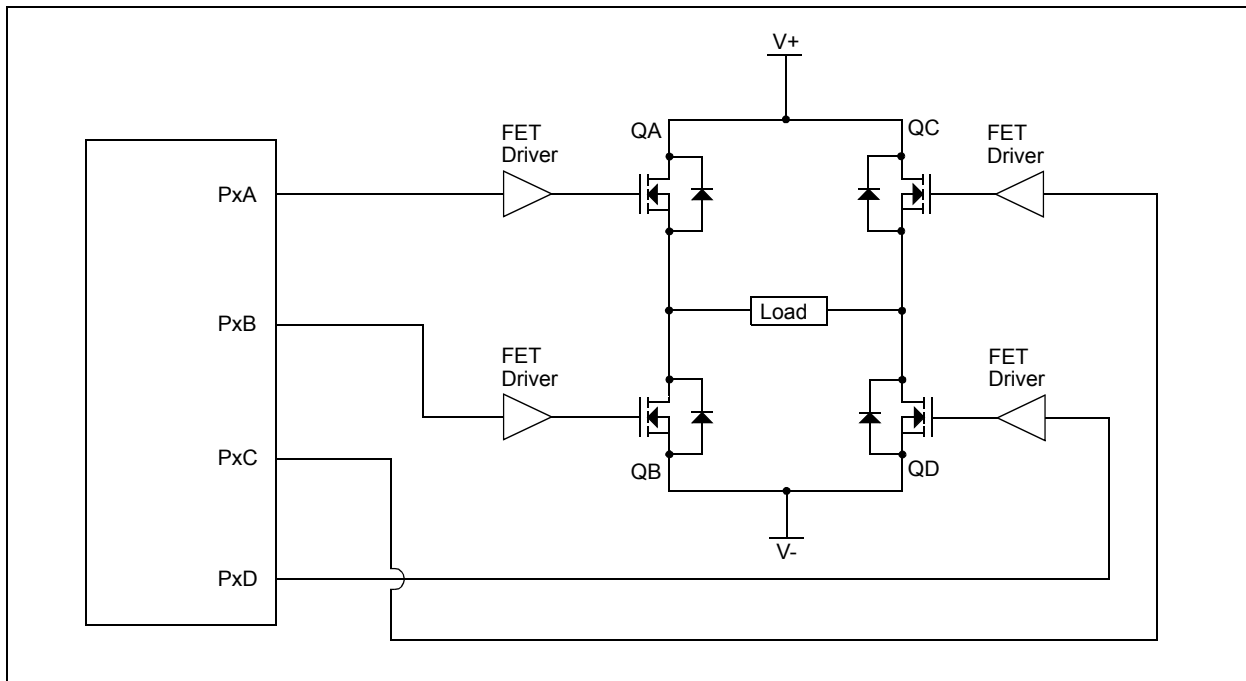 V+
QA
FET
Driver
QC
FET
Driver
PxA
PxB
Load
FET
Driver
FET
Driver
PxC
QB
QD
V-
PxD